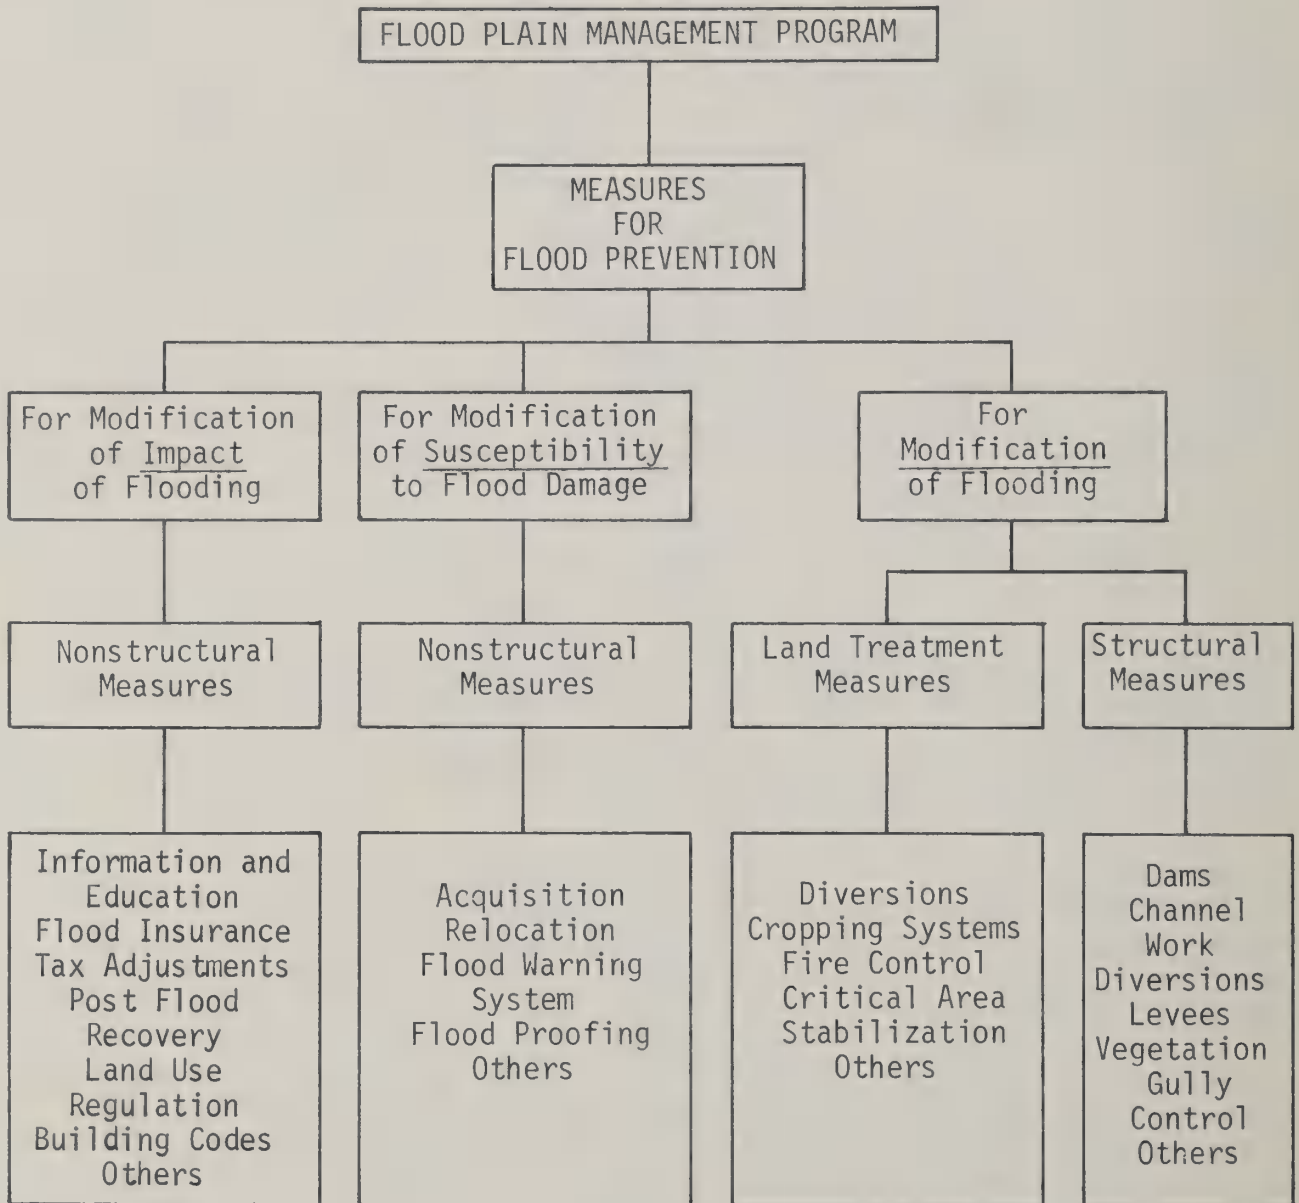 FLOOD PLAIN MANAGEMENT PROGRAM
MEASURES
FOR
FLOOD PREVENTION
For Modification
of Impact
of Flooding
For Modification
of Susceptibility
to Flood Damage
For
Modification
of Flooding
Nonstructural
Measures
Nonstructural
Measures
Land Treatment
Measures
Structural
Measures
Information and
Education
Flood Insurance
Tax Adjustments
Post Flood
Recovery
Land Use
Regulation
Building Codes
Others
Acquisition
Relocation
Flood Warning
System
Flood Proofing
Others
Diversions
Cropping Systems
Fire Control
Critical Area
Stabilization
Others
Dams
Channel
Work
Diversions
Levees
Vegetation
Gully
Control
Others